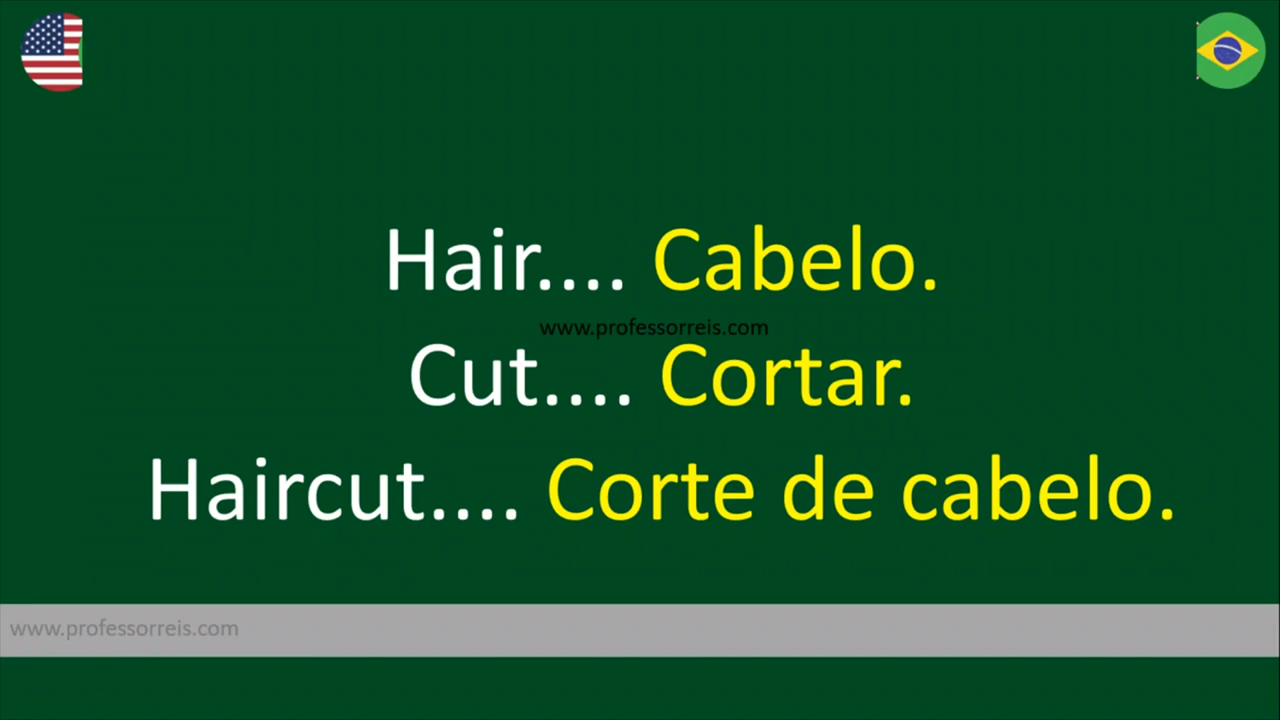 Hair.... Cabelo.
www.professorreis.com
Cut.... Cortar.
Haircut.... Corte de cabelo.
www.professorreis.com